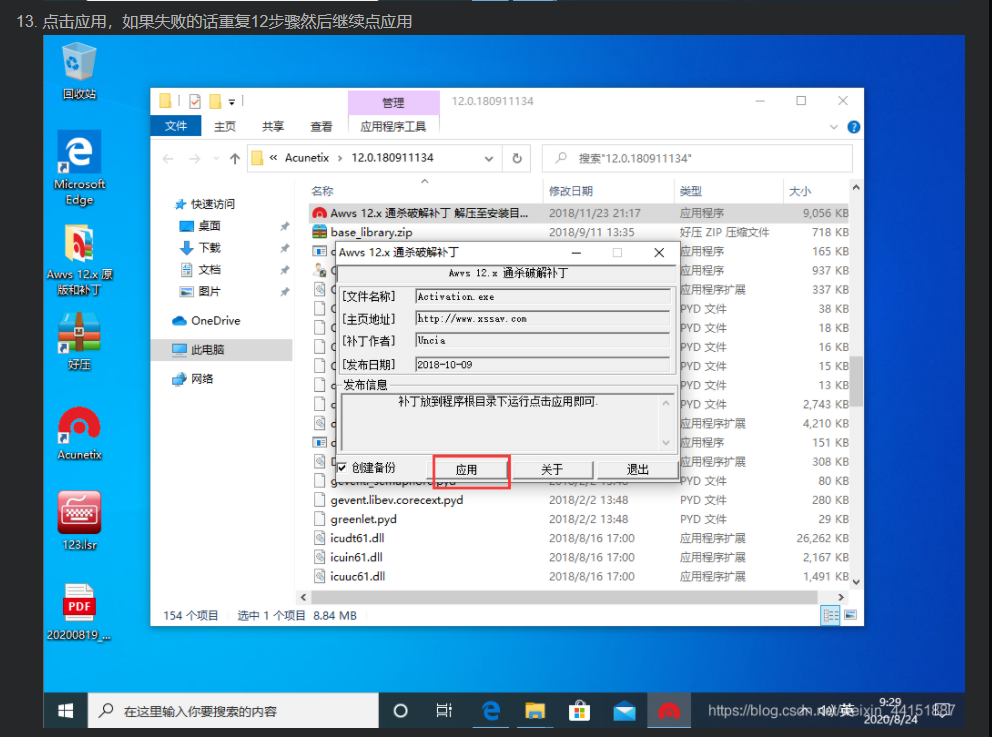 13. 点击应用，如果失败的话重复12步骤然后继续点应用
回收站
Microsoft
Edge
Awvs 12.x 原
版和补丁
好压
Acunetix
123.lsr
PDF
20200819_...
管理
12.0.180911134
文件
主页
共享
查看
应用程序工具
« Acunetix › 12.0.180911134
搜索"12.0.180911134"
快速访问
桌面
下载
文档
图片
OneDrive
此电脑
网络
名称 修改日期 类型 大小
Awvs 12.x 通杀破解补丁 解压至安装目... 2018/11/23 21:17 应用程序 9,056 KB
base_library.zip 2018/9/11 13:35 好压 ZIP 压缩文件 718 KB
应用程序 165 KB
应用程序 937 KB
应用程序扩展 337 KB
PYD 文件 38 KB
PYD 文件 18 KB
PYD 文件 16 KB
PYD 文件 15 KB
PYD 文件 13 KB
PYD 文件 2,743 KB
应用程序扩展 4,210 KB
应用程序 151 KB
应用程序扩展 308 KB
PYD 文件 80 KB
gevent.libev.corecext.pyd 2018/2/2 13:48 PYD 文件 280 KB
greenlet.pyd 2018/2/2 13:48 PYD 文件 29 KB
icudt61.dll 2018/8/16 17:00 应用程序扩展 26,262 KB
icuin61.dll 2018/8/16 17:00 应用程序扩展 2,167 KB
icuuc61.dll 2018/8/16 17:00 应用程序扩展 1,491 KB
Awvs 12.x 通杀破解补丁
Awvs 12.x 通杀破解补丁
[文件名称] Activation.exe
[主页地址] http://www.xssav.com
[补丁作者] Uncia
[发布日期] 2018-10-09
发布信息
补丁放到程序根目录下运行点击应用即可.
创建备份
应用
关于
退出
154 个项目 选中 1 个项目 8.84 MB
在这里输入你要搜索的内容
英
9:29
2020/8/24
https://blog.csdn.net/weixin_44151887